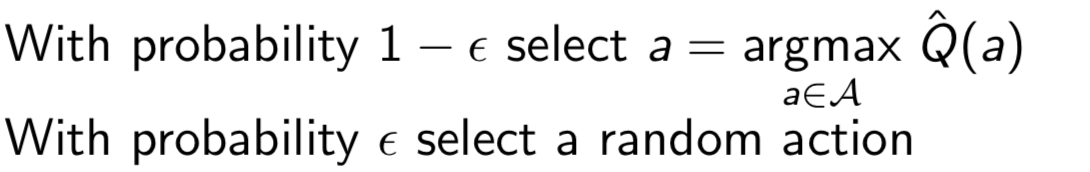 With probability 1 − ϵ select a = argmax Q̂(a)
a∈𝒜
With probability ϵ select a random action